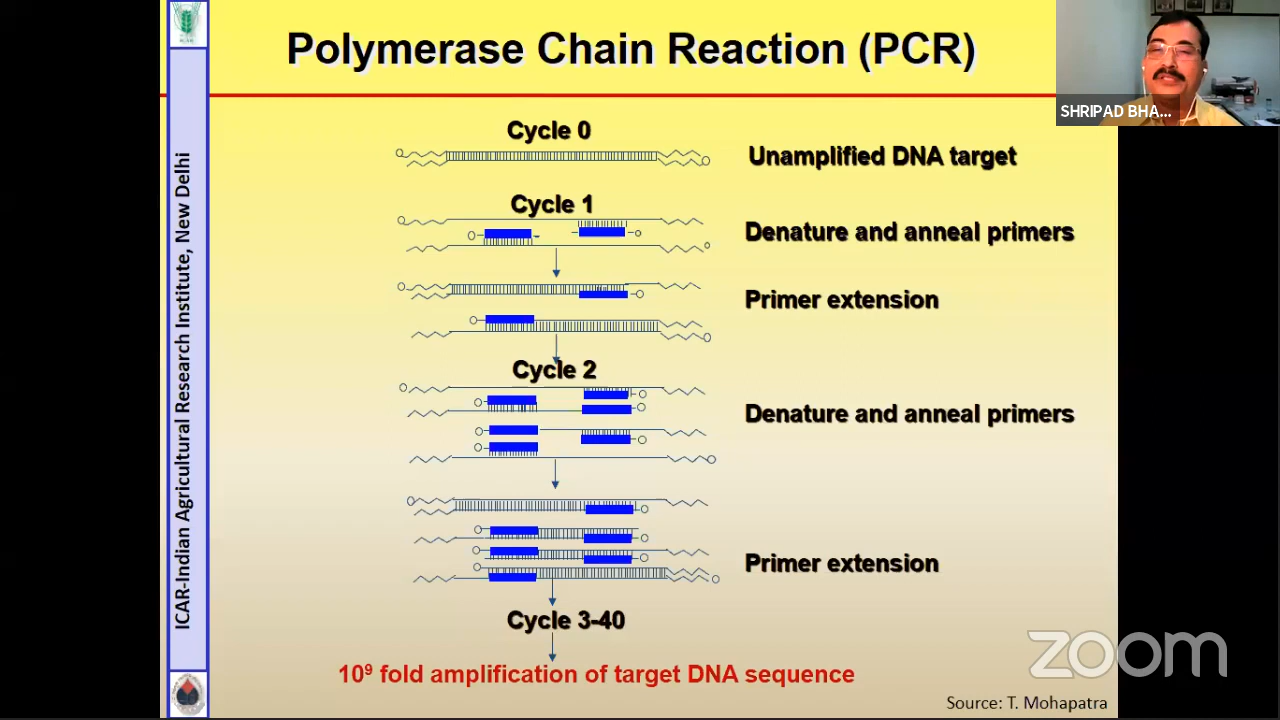 Polymerase Chain Reaction (PCR)
SHRIPAD BHA...
ICAR-Indian Agricultural Research Institute, New Delhi
Cycle 0
Unamplified DNA target
Cycle 1
Denature and anneal primers
Primer extension
Cycle 2
Denature and anneal primers
Primer extension
Cycle 3-40
10⁹ fold amplification of target DNA sequence
zoom
Source: T. Mohapatra